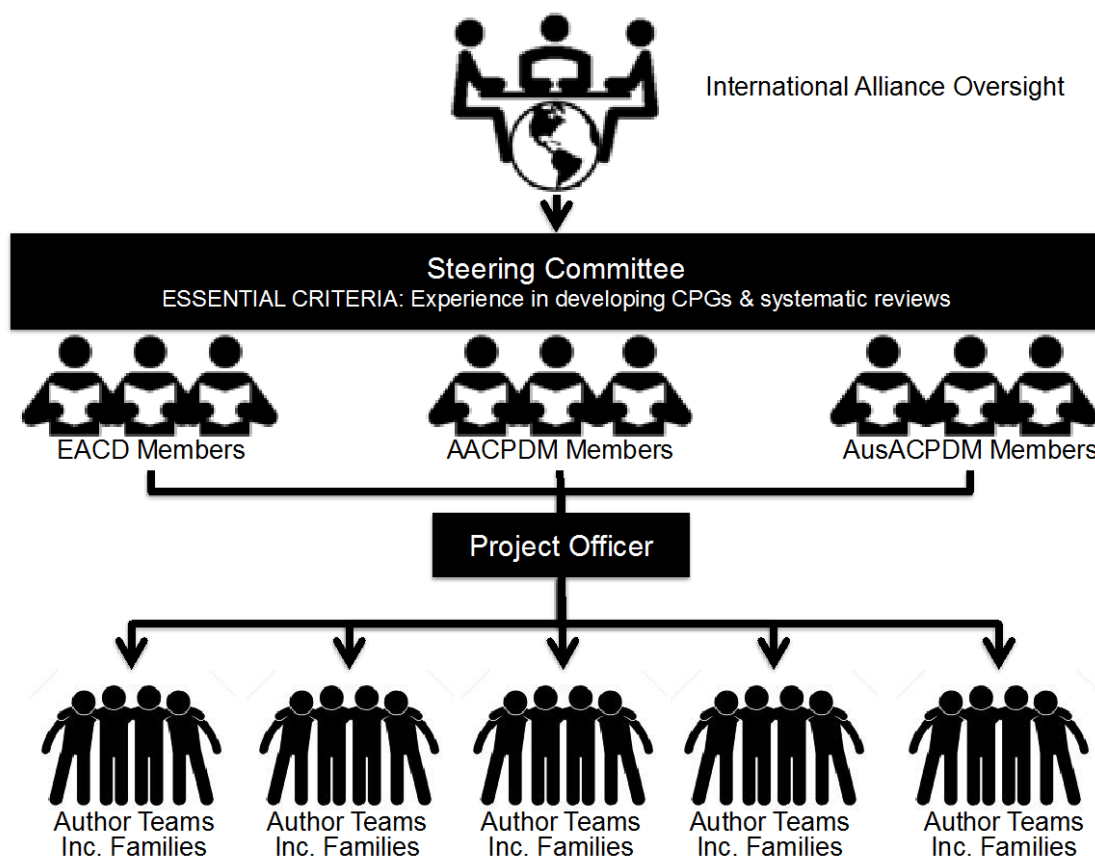 International Alliance Oversight
Steering Committee
ESSENTIAL CRITERIA: Experience in developing CPGs & systematic reviews
EACD Members
AACPDM Members
AusACPDM Members
Project Officer
Author Teams
Inc. Families
Author Teams
Inc. Families
Author Teams
Inc. Families
Author Teams
Inc. Families
Author Teams
Inc. Families